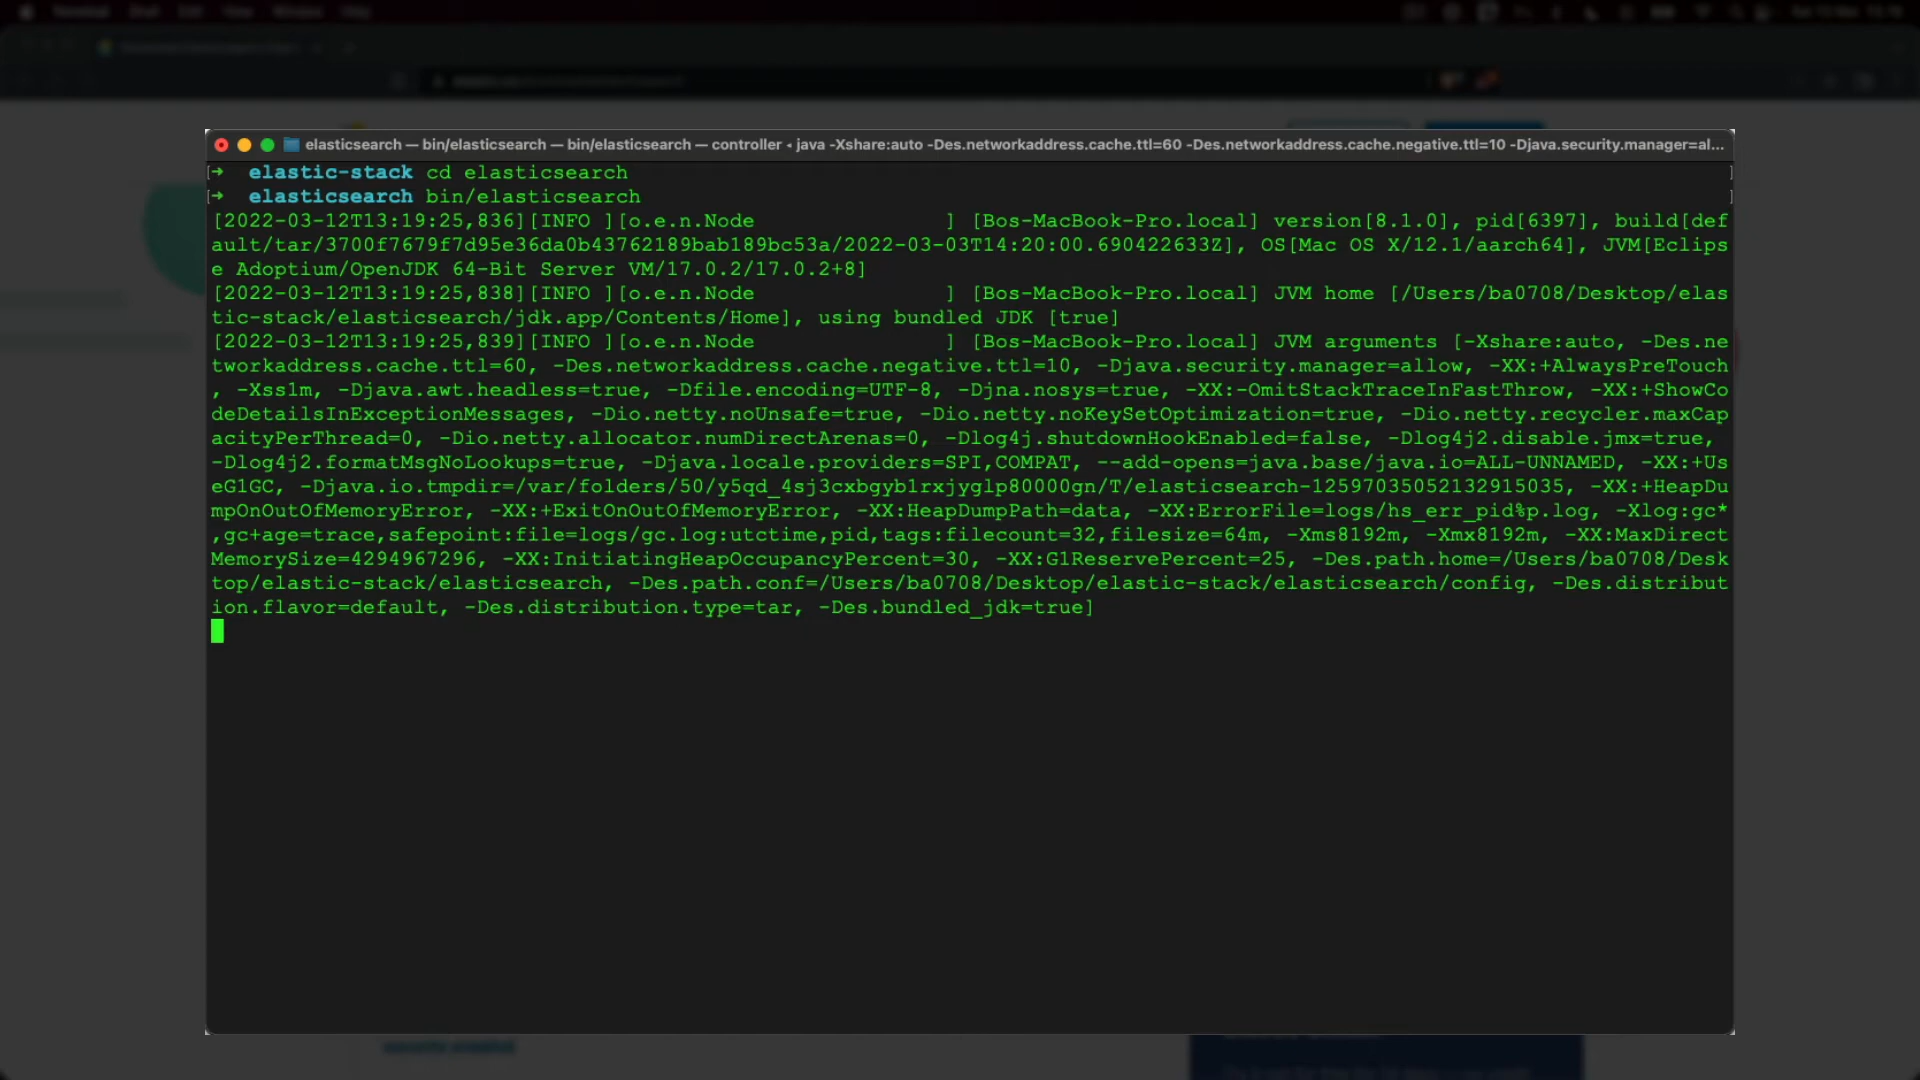 elasticsearch — bin/elasticsearch — bin/elasticsearch — controller ◂ java -Xshare:auto -Des.networkaddress.cache.ttl=60 -Des.networkaddress.cache.negative.ttl=10 -Djava.security.manager=al...
[➜  elastic-stack cd elasticsearch ]
[➜  elasticsearch bin/elasticsearch ]
[2022-03-12T13:19:25,836][INFO ][o.e.n.Node               ] [Bos-MacBook-Pro.local] version[8.1.0], pid[6397], build[def
ault/tar/3700f7679f7d95e36da0b43762189bab189bc53a/2022-03-03T14:20:00.690422633Z], OS[Mac OS X/12.1/aarch64], JVM[Eclips
e Adoptium/OpenJDK 64-Bit Server VM/17.0.2/17.0.2+8]
[2022-03-12T13:19:25,838][INFO ][o.e.n.Node               ] [Bos-MacBook-Pro.local] JVM home [/Users/ba0708/Desktop/elas
tic-stack/elasticsearch/jdk.app/Contents/Home], using bundled JDK [true]
[2022-03-12T13:19:25,839][INFO ][o.e.n.Node               ] [Bos-MacBook-Pro.local] JVM arguments [-Xshare:auto, -Des.ne
tworkaddress.cache.ttl=60, -Des.networkaddress.cache.negative.ttl=10, -Djava.security.manager=allow, -XX:+AlwaysPreTouch
, -Xss1m, -Djava.awt.headless=true, -Dfile.encoding=UTF-8, -Djna.nosys=true, -XX:-OmitStackTraceInFastThrow, -XX:+ShowCo
deDetailsInExceptionMessages, -Dio.netty.noUnsafe=true, -Dio.netty.noKeySetOptimization=true, -Dio.netty.recycler.maxCap
acityPerThread=0, -Dio.netty.allocator.numDirectArenas=0, -Dlog4j.shutdownHookEnabled=false, -Dlog4j2.disable.jmx=true,
-Dlog4j2.formatMsgNoLookups=true, -Djava.locale.providers=SPI,COMPAT, --add-opens=java.base/java.io=ALL-UNNAMED, -XX:+Us
eG1GC, -Djava.io.tmpdir=/var/folders/50/y5qd_4sj3cxbgyb1rxjyglp80000gn/T/elasticsearch-12597035052132915035, -XX:+HeapDu
mpOnOutOfMemoryError, -XX:+ExitOnOutOfMemoryError, -XX:HeapDumpPath=data, -XX:ErrorFile=logs/hs_err_pid%p.log, -Xlog:gc*
,gc+age=trace,safepoint:file=logs/gc.log:utctime,pid,tags:filecount=32,filesize=64m, -Xms8192m, -Xmx8192m, -XX:MaxDirect
MemorySize=4294967296, -XX:InitiatingHeapOccupancyPercent=30, -XX:G1ReservePercent=25, -Des.path.home=/Users/ba0708/Desk
top/elastic-stack/elasticsearch, -Des.path.conf=/Users/ba0708/Desktop/elastic-stack/elasticsearch/config, -Des.distribut
ion.flavor=default, -Des.distribution.type=tar, -Des.bundled_jdk=true]